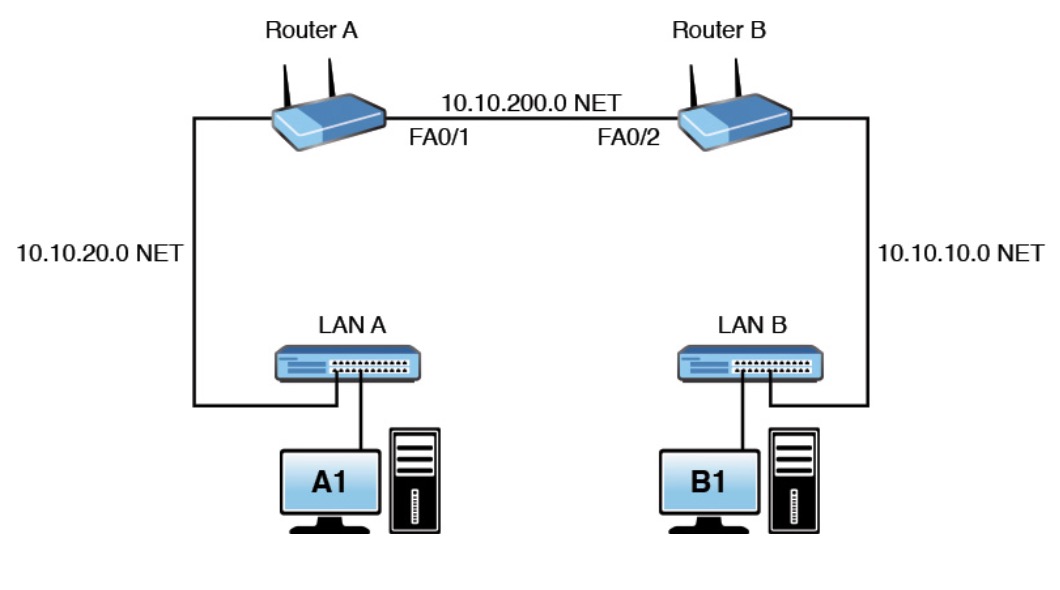 Router A
Router B
10.10.200.0 NET
FA0/1
FA0/2
10.10.20.0 NET
10.10.10.0 NET
LAN A
LAN B
A1
B1